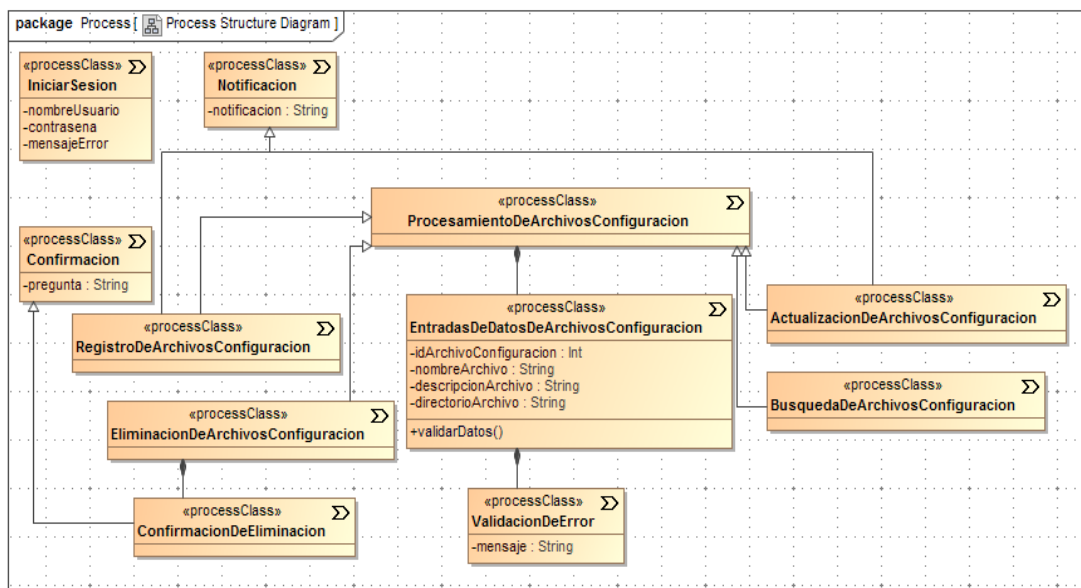 package Process [ Process Structure Diagram ]
«processClass»
IniciarSesion
-nombreUsuario
-contrasena
-mensajeError
«processClass»
Notificacion
-notificacion : String
«processClass»
ProcesamientoDeArchivosConfiguracion
«processClass»
Confirmacion
-pregunta : String
«processClass»
RegistroDeArchivosConfiguracion
«processClass»
EntradasDeDatosDeArchivosConfiguracion
-idArchivoConfiguracion : Int
-nombreArchivo : String
-descripcionArchivo : String
-directorioArchivo : String
+validarDatos()
«processClass»
ActualizacionDeArchivosConfiguracion
«processClass»
BusquedaDeArchivosConfiguracion
«processClass»
EliminacionDeArchivosConfiguracion
«processClass»
ConfirmacionDeEliminacion
«processClass»
ValidacionDeError
-mensaje : String